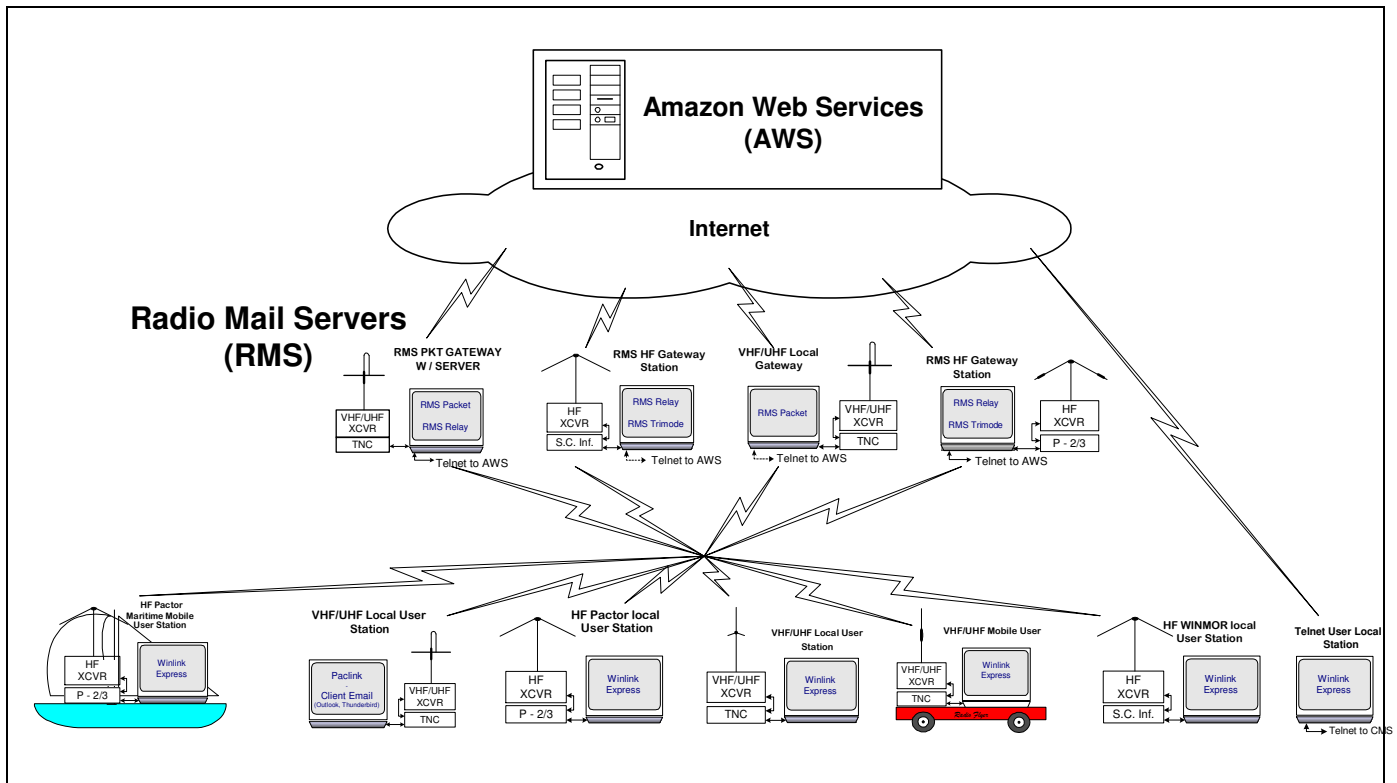 Amazon Web Services
(AWS)
Internet
Radio Mail Servers
(RMS)
RMS PKT GATEWAY
W / SERVER
VHF/UHF
XCVR
TNC
RMS Packet
RMS Relay
Telnet to AWS
RMS HF Gateway
Station
HF
XCVR
S.C. Inf.
RMS Relay
RMS Trimode
Telnet to AWS
VHF/UHF Local
Gateway
RMS Packet
VHF/UHF
XCVR
TNC
Telnet to AWS
RMS HF Gateway
Station
RMS Relay
RMS Trimode
HF
XCVR
P - 2/3
Telnet to AWS
HF Pactor
Maritime Mobile
User Station
HF
XCVR
P - 2/3
Winlink
Express
VHF/UHF Local User
Station
Paclink
-
Client Email
(Outlook, Thunderbird)
VHF/UHF
XCVR
TNC
HF Pactor local
User Station
HF
XCVR
P - 2/3
Winlink
Express
VHF/UHF Local User
Station
VHF/UHF
XCVR
TNC
Winlink
Express
VHF/UHF Mobile User
VHF/UHF
XCVR
TNC
Winlink
Express
Radio Flyer
HF WINMOR local
User Station
HF
XCVR
S.C. Inf.
Winlink
Express
Telnet User Local
Station
Winlink
Express
Telnet to CMS